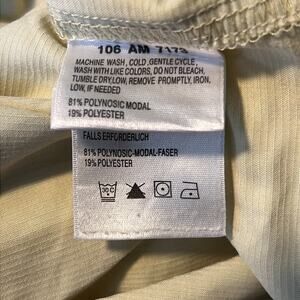 106 AM 7173
MACHINE WASH, COLD, GENTLE CYCLE,
WASH WITH LIKE COLORS, DO NOT BLEACH,
TUMBLE DRY, LOW, REMOVE PROMPTLY, IRON,
LOW, IF NEEDED
81% POLYNOSIC MODAL
19% POLYESTER
FALLS ERFORDERLICH
81% POLYNOSIC-MODAL-FASER
19% POLYESTER
30 C